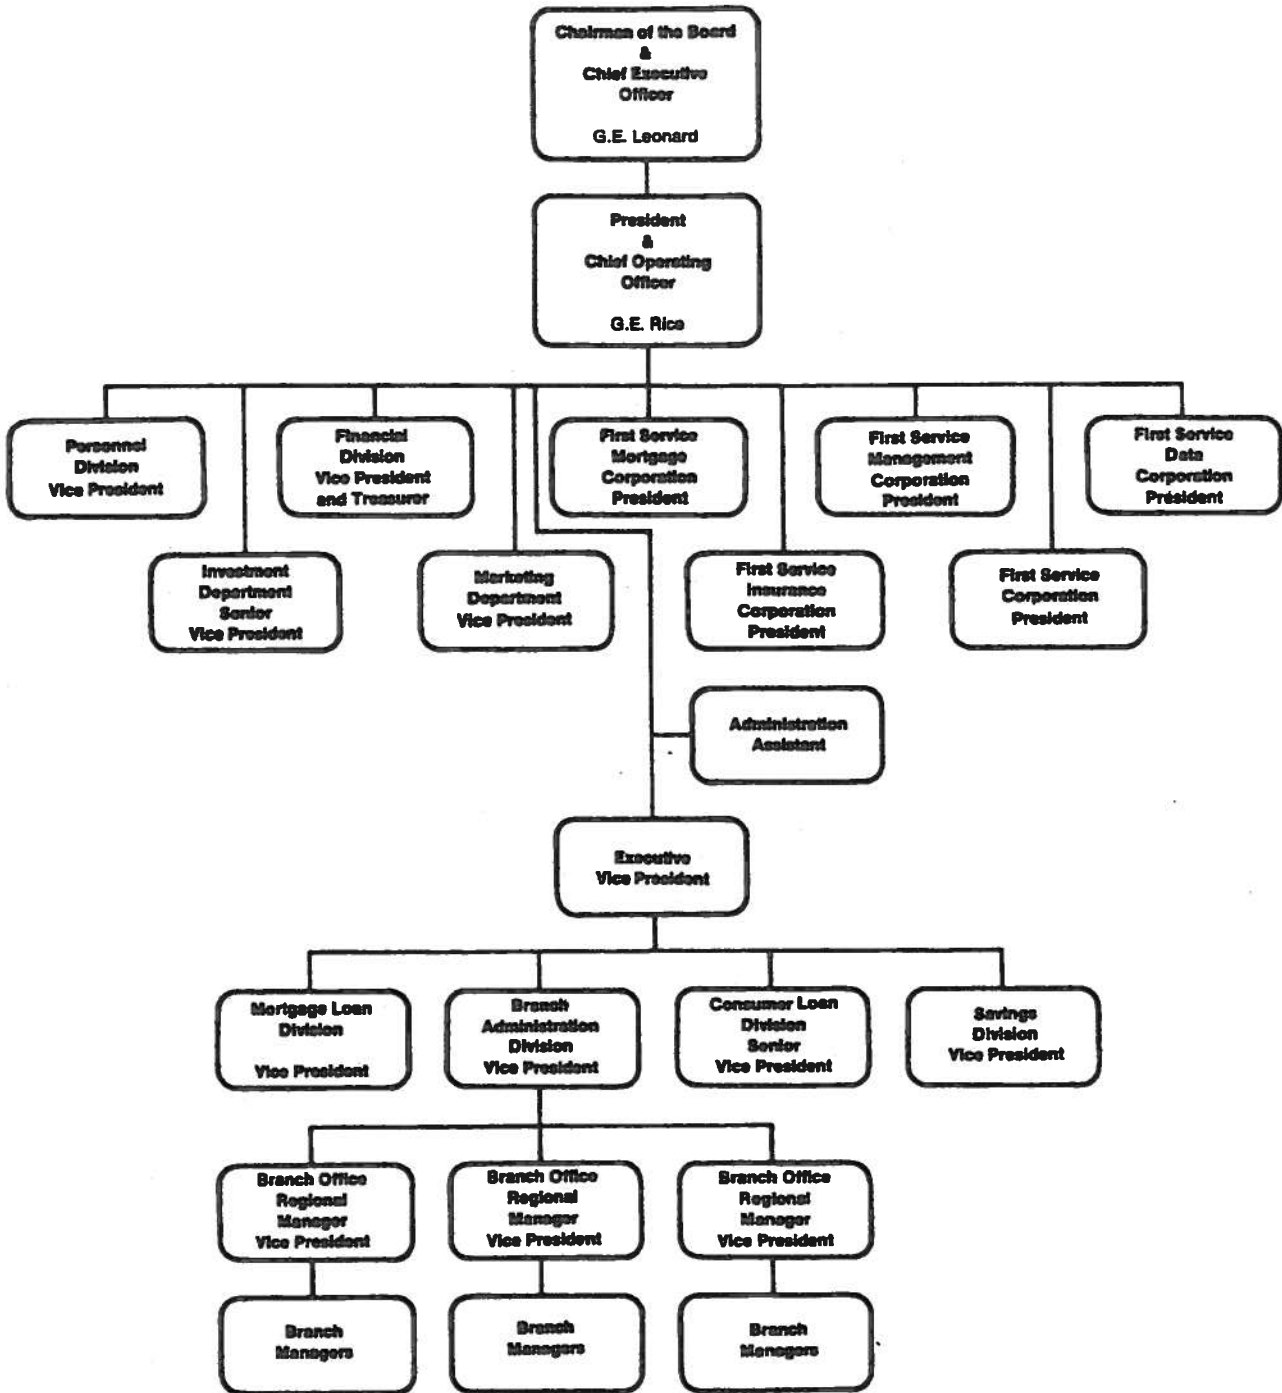 Chairman of the Board
&
Chief Executive
Officer
G.E. Leonard
President
&
Chief Operating
Officer
G.E. Rice
Personnel
Division
Vice President
Financial
Division
Vice President
and Treasurer
First Service
Mortgage
Corporation
President
First Service
Management
Corporation
President
First Service
Data
Corporation
President
Investment
Department
Senior
Vice President
Marketing
Department
Vice President
First Service
Insurance
Corporation
President
First Service
Corporation
President
Administration
Assistant
Executive
Vice President
Mortgage Loan
Division
Vice President
Branch
Administration
Division
Vice President
Consumer Loan
Division
Senior
Vice President
Savings
Division
Vice President
Branch Office
Regional
Manager
Vice President
Branch Office
Regional
Manager
Vice President
Branch Office
Regional
Manager
Vice President
Branch
Managers
Branch
Managers
Branch
Managers